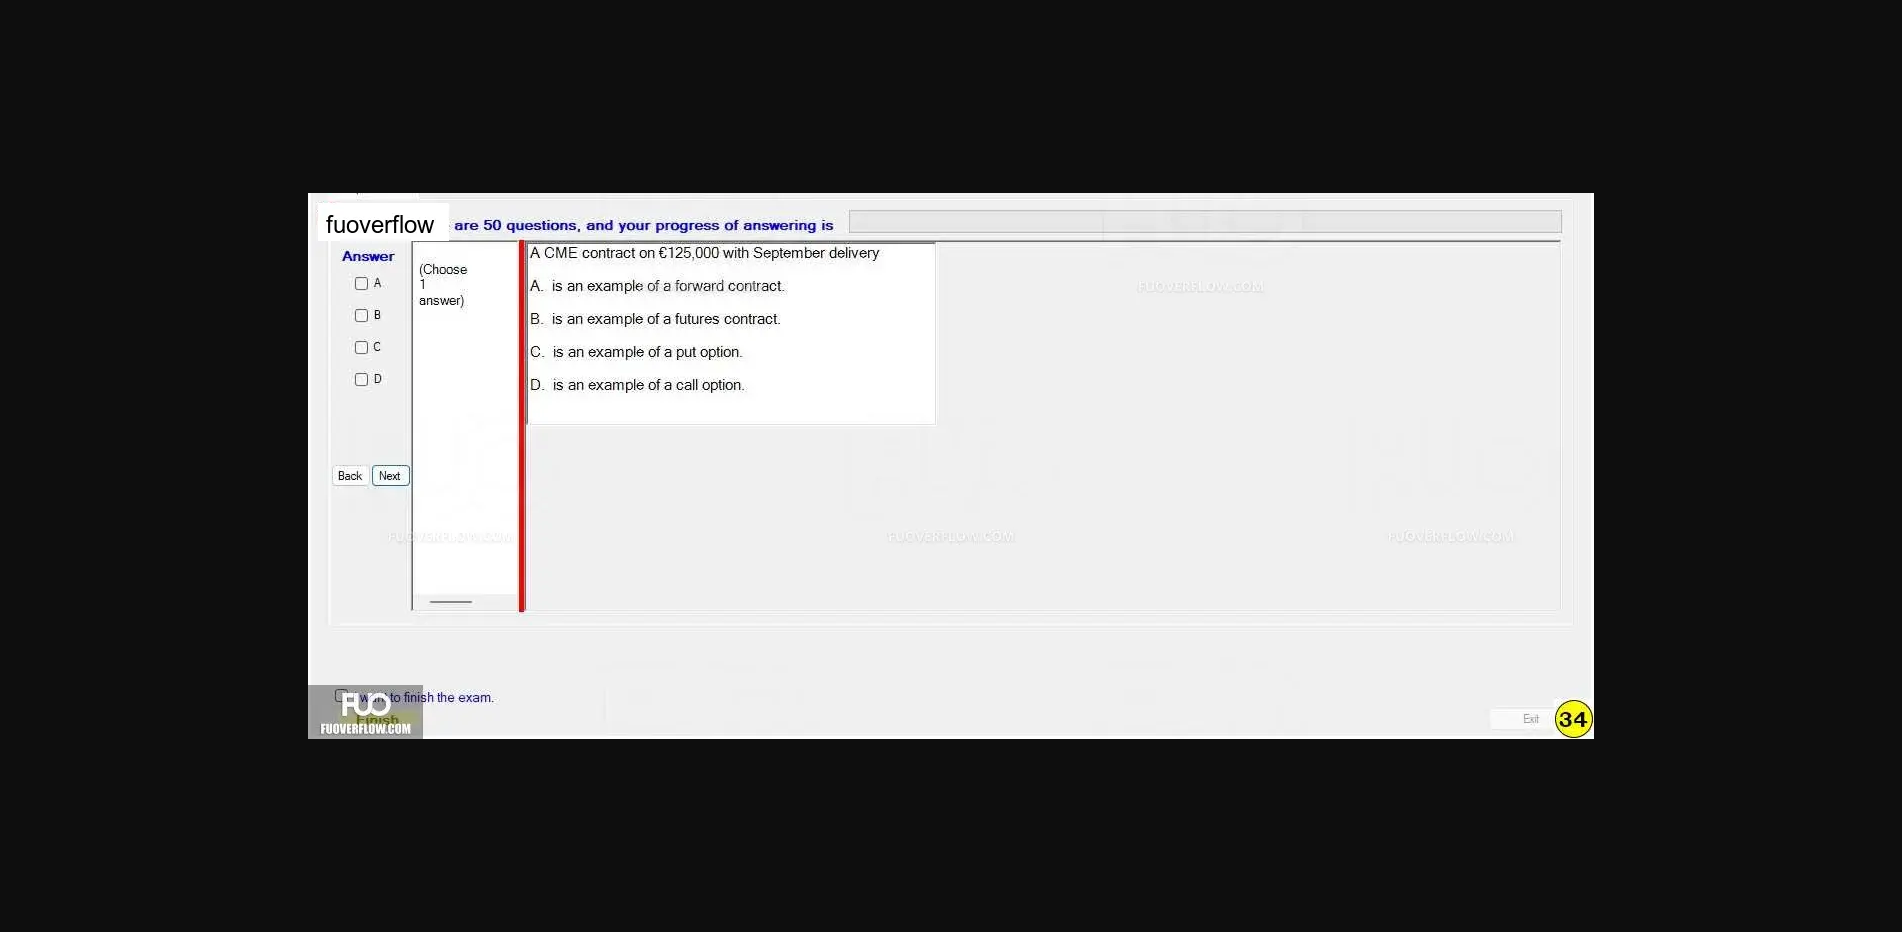 fuoverflow are 50 questions, and your progress of answering is
Answer
A
B
C
D
(Choose
1
answer)
A CME contract on €125,000 with September delivery
A. is an example of a forward contract.
B. is an example of a futures contract.
C. is an example of a put option.
D. is an example of a call option.
FUOVERFLOW.COM
Back Next
FUOVERFLOW.COM FUOVERFLOW.COM FUOVERFLOW.COM
want to finish the exam.
FUO
Finish
FUOVERFLOW.COM
Exit 34